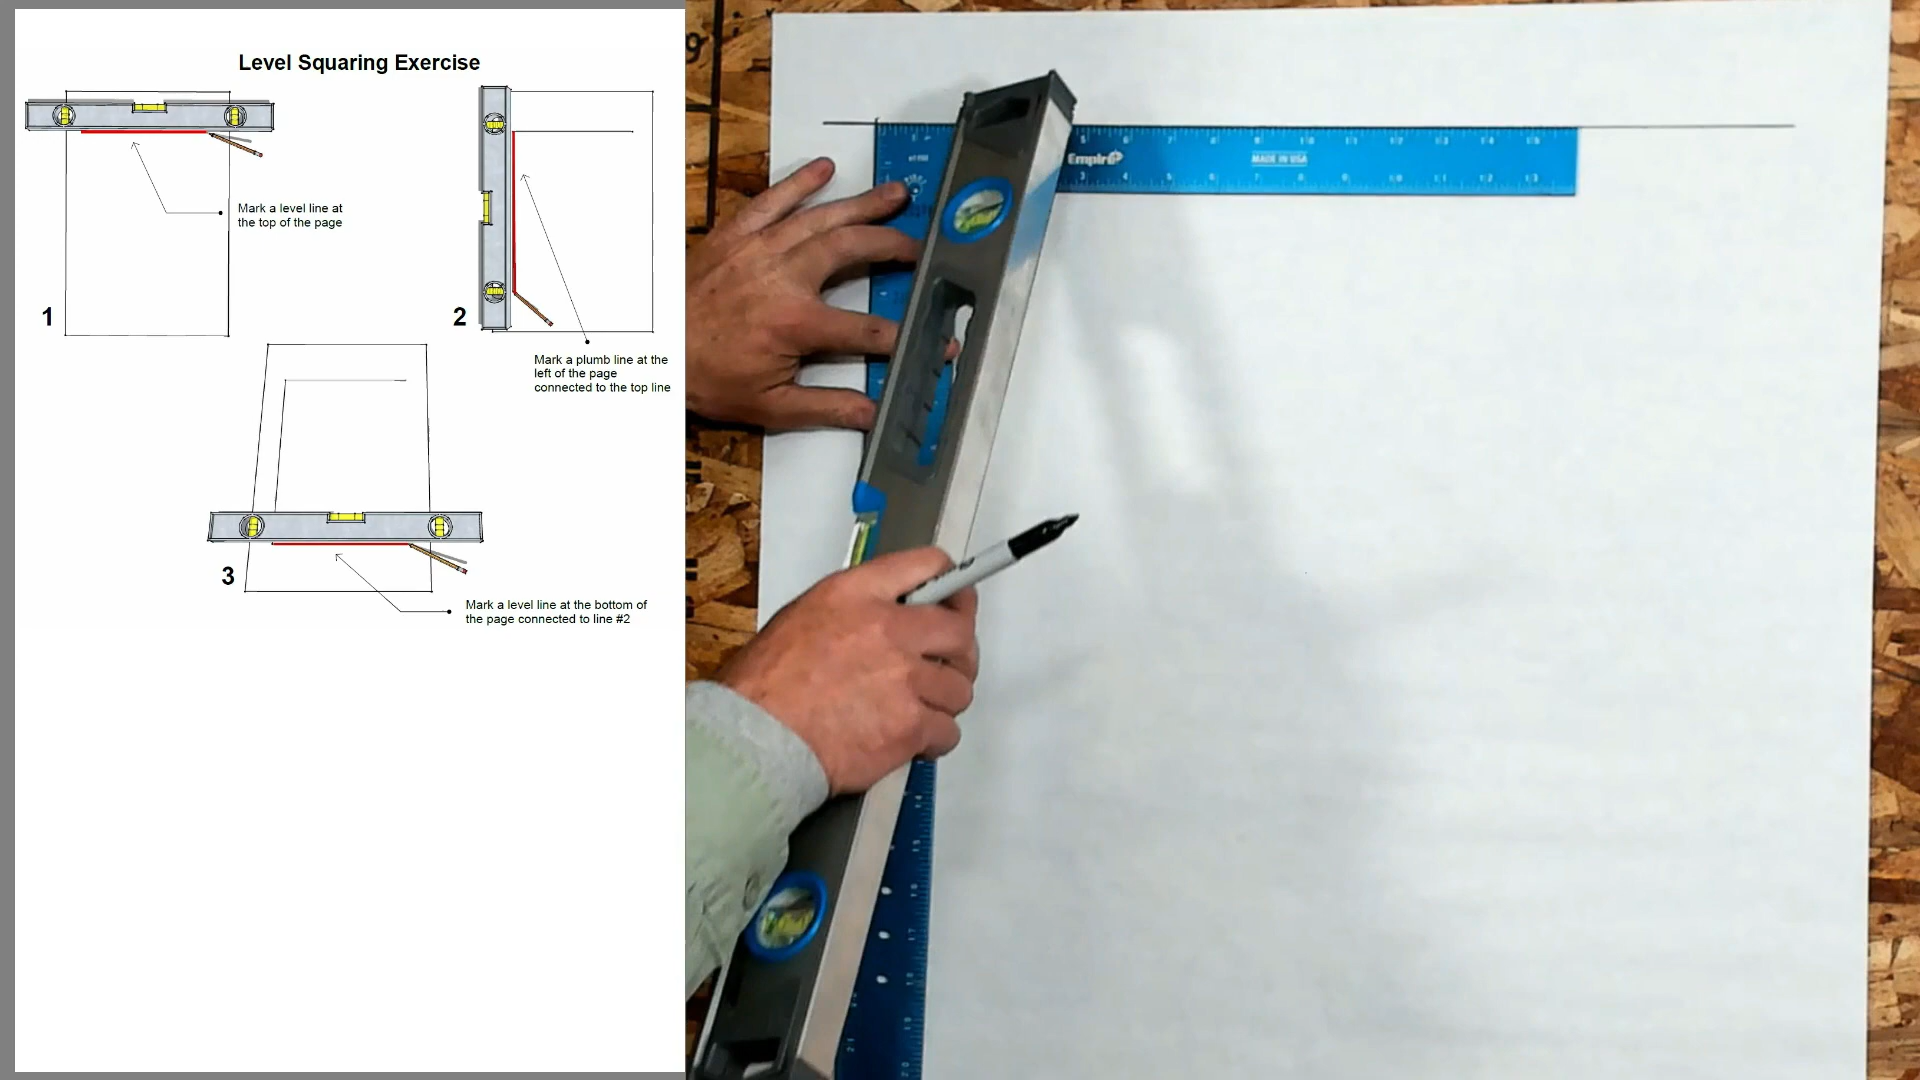 Level Squaring Exercise
Mark a level line at
the top of the page
1
2
Mark a plumb line at the
left of the page
connected to the top line
3
Mark a level line at the bottom of
the page connected to line #2
Empire
MADE IN USA